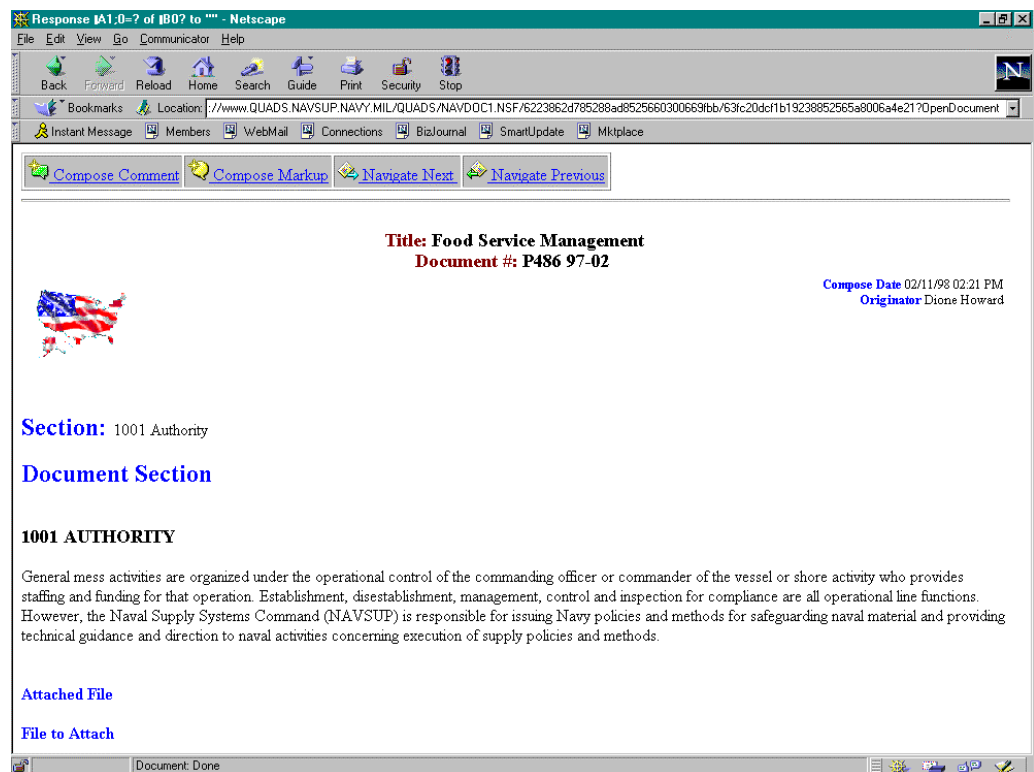 Response |A1;0=? of |B0? to "" - Netscape
File Edit View Go Communicator Help
Back Forward Reload Home Search Guide Print Security Stop
N
Bookmarks Location: ://www.QUADS.NAVSUP.NAVY.MIL/QUADS/NAVDOC1.NSF/6223862d785288ad8525660300669fbb/63fc20dcf1b19238852565a8006a4e21?OpenDocument
Instant Message Members WebMail Connections BizJournal SmartUpdate Mktplace
Compose Comment Compose Markup Navigate Next Navigate Previous
Title: Food Service Management
Document #: P486 97-02
Compose Date 02/11/98 02:21 PM
Originator Dione Howard
Section: 1001 Authority
Document Section
1001 AUTHORITY
General mess activities are organized under the operational control of the commanding officer or commander of the vessel or shore activity who provides
staffing and funding for that operation. Establishment, disestablishment, management, control and inspection for compliance are all operational line functions.
However, the Naval Supply Systems Command (NAVSUP) is responsible for issuing Navy policies and methods for safeguarding naval material and providing
technical guidance and direction to naval activities concerning execution of supply policies and methods.
Attached File
File to Attach
Document: Done